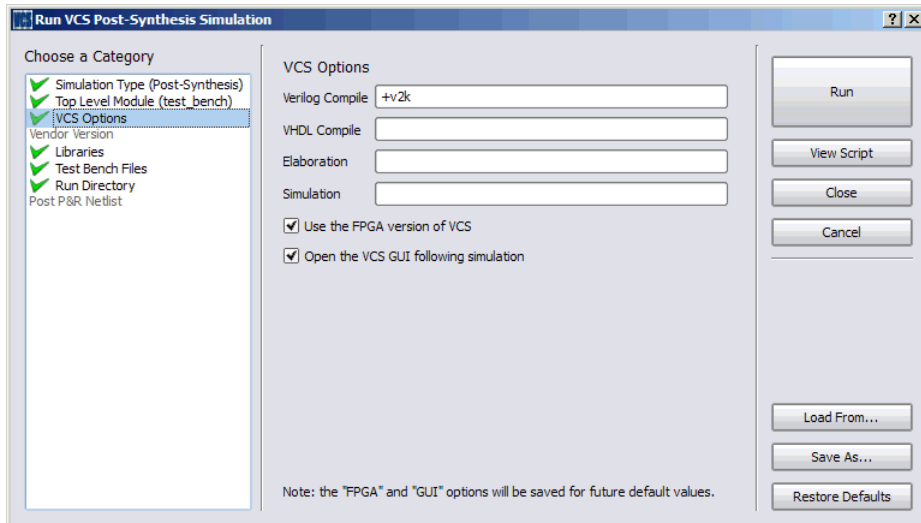 Run VCS Post-Synthesis Simulation
Choose a Category
Simulation Type (Post-Synthesis)
Top Level Module (test_bench)
VCS Options
Vendor Version
Libraries
Test Bench Files
Run Directory
Post P&R Netlist
VCS Options
Verilog Compile +v2k
VHDL Compile
Elaboration
Simulation
Use the FPGA version of VCS
Open the VCS GUI following simulation
Note: the "FPGA" and "GUI" options will be saved for future default values.
Run
View Script
Close
Cancel
Load From...
Save As...
Restore Defaults